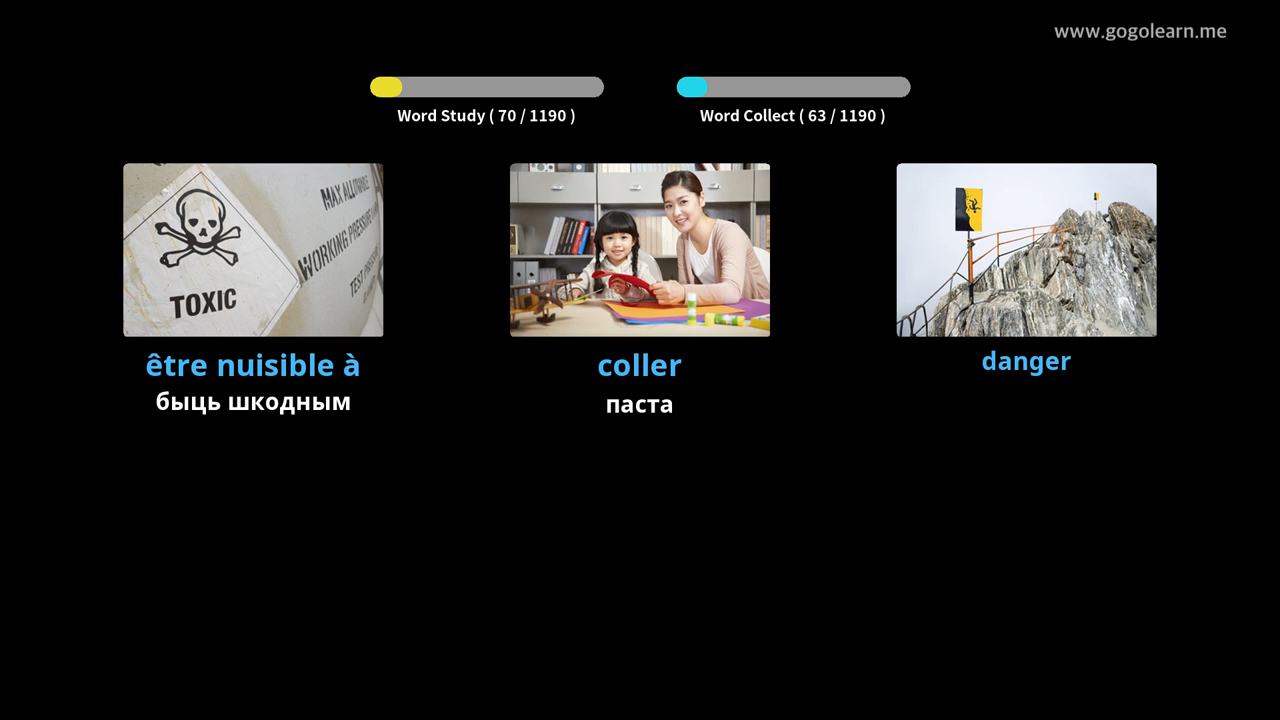 www.gogolearn.me
Word Study ( 70 / 1190 )
Word Collect ( 63 / 1190 )
MAX ALLOWABLE
WORKING PRESSURE
TOXIC
être nuisible à
быць шкодным
coller
паста
danger